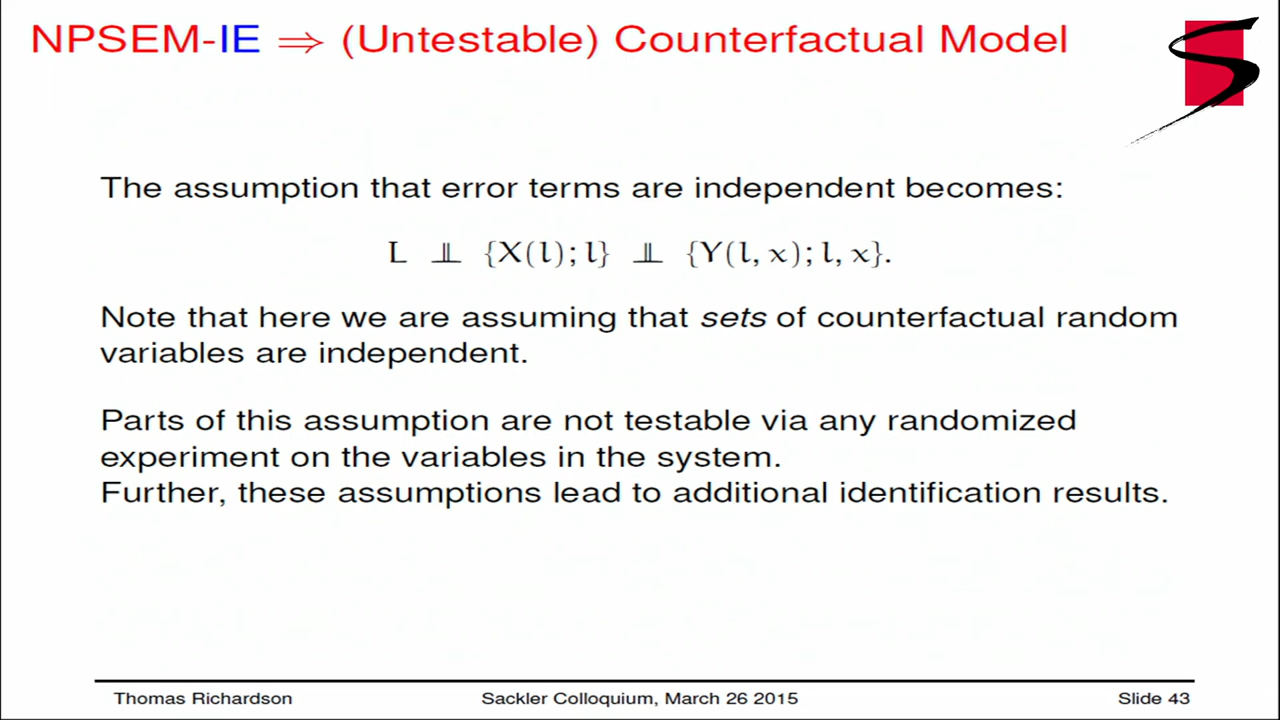 NPSEM-IE ⇒ (Untestable) Counterfactual Model
The assumption that error terms are independent becomes:
L ⫫ {X(l); l} ⫫ {Y(l, x); l, x}.
Note that here we are assuming that sets of counterfactual random
variables are independent.
Parts of this assumption are not testable via any randomized
experiment on the variables in the system.
Further, these assumptions lead to additional identification results.
Thomas Richardson Sackler Colloquium, March 26 2015 Slide 43